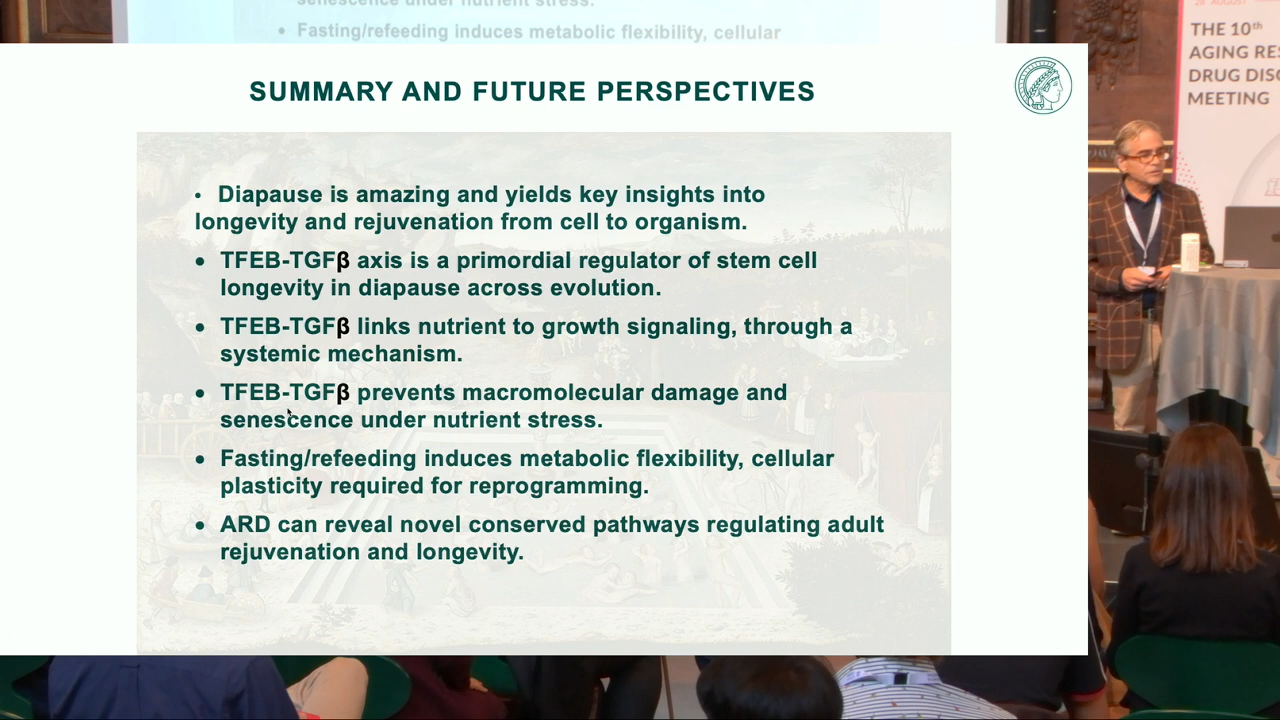 senescence under nutrient stress.
• Fasting/refeeding induces metabolic flexibility, cellular
SUMMARY AND FUTURE PERSPECTIVES
• Diapause is amazing and yields key insights into
longevity and rejuvenation from cell to organism.
• TFEB-TGFβ axis is a primordial regulator of stem cell
longevity in diapause across evolution.
• TFEB-TGFβ links nutrient to growth signaling, through a
systemic mechanism.
• TFEB-TGFβ prevents macromolecular damage and
senescence under nutrient stress.
• Fasting/refeeding induces metabolic flexibility, cellular
plasticity required for reprogramming.
• ARD can reveal novel conserved pathways regulating adult
rejuvenation and longevity.
THE 10th
AGING RES
DRUG DISC
MEETING